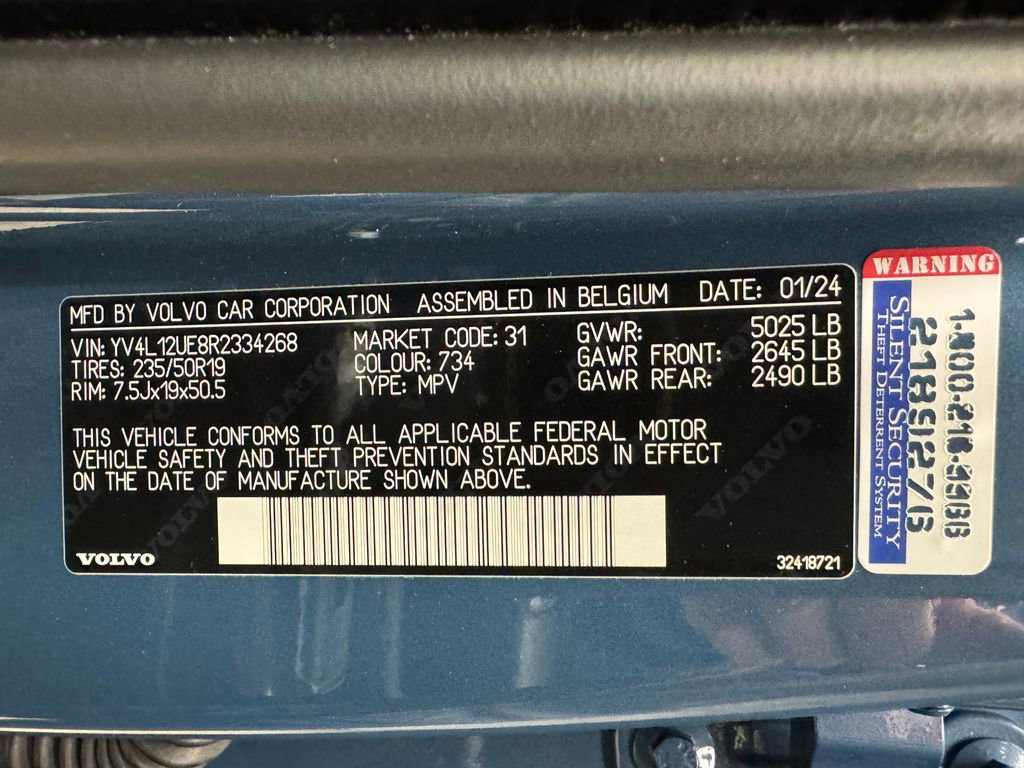 MFD BY VOLVO CAR CORPORATION ASSEMBLED IN BELGIUM DATE: 01/24
VIN: YV4L12UE8R2334268 MARKET CODE: 31 GVWR: 5025 LB
TIRES: 235/50R19 COLOUR: 734 GAWR FRONT: 2645 LB
RIM: 7.5Jx19x50.5 TYPE: MPV GAWR REAR: 2490 LB
THIS VEHICLE CONFORMS TO ALL APPLICABLE FEDERAL MOTOR
VEHICLE SAFETY AND THEFT PREVENTION STANDARDS IN EFFECT
ON THE DATE OF MANUFACTURE SHOWN ABOVE.
VOLVO
32418721
WARNING
SILENT SECURITY
THEFT DETERRENT SYSTEM